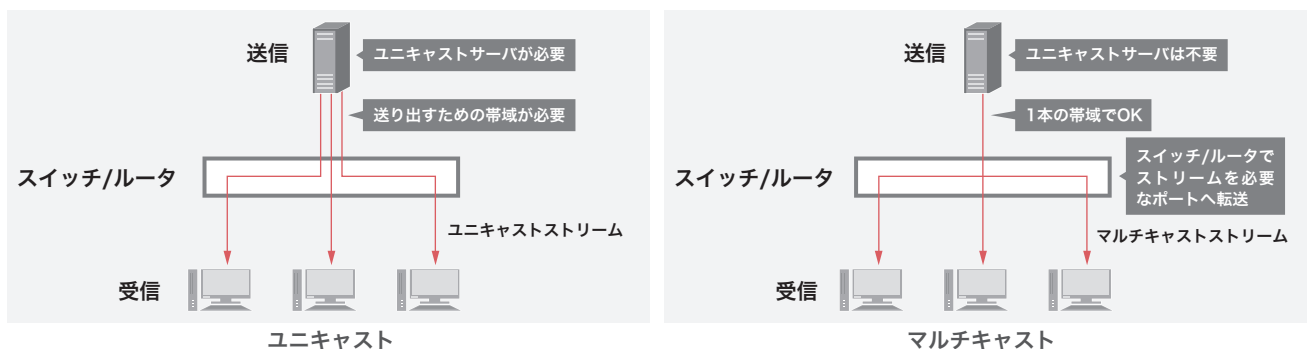 送信
ユニキャストサーバが必要
送り出すための帯域が必要
スイッチ/ルータ
ユニキャストストリーム
受信
ユニキャスト
送信
ユニキャストサーバは不要
1本の帯域でOK
スイッチ/ルータ
スイッチ/ルータで
ストリームを必要
なポートへ転送
マルチキャストストリーム
受信
マルチキャスト